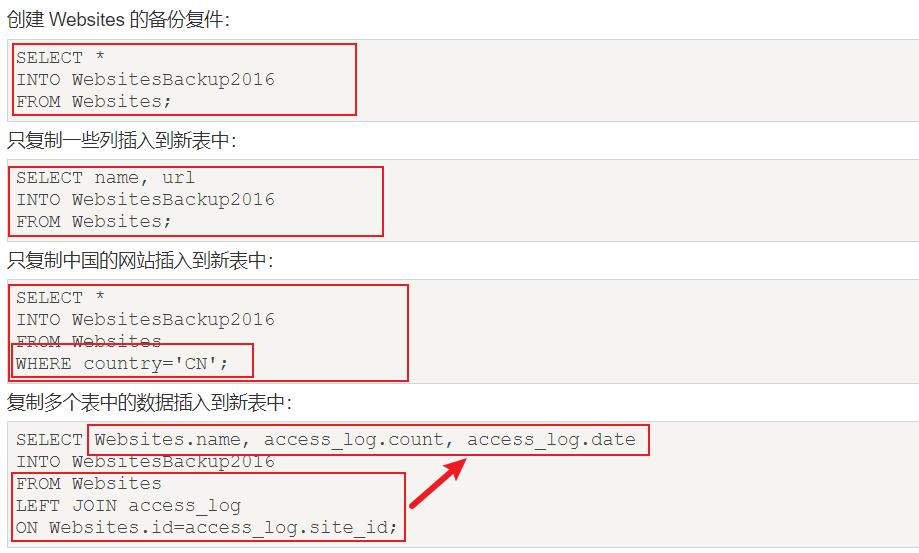 创建 Websites 的备份复件：
SELECT *
INTO WebsitesBackup2016
FROM Websites;
只复制一些列插入到新表中：
SELECT name, url
INTO WebsitesBackup2016
FROM Websites;
只复制中国的网站插入到新表中：
SELECT *
INTO WebsitesBackup2016
FROM Websites
WHERE country='CN';
复制多个表中的数据插入到新表中：
SELECT Websites.name, access_log.count, access_log.date
INTO WebsitesBackup2016
FROM Websites
LEFT JOIN access_log
ON Websites.id=access_log.site_id;